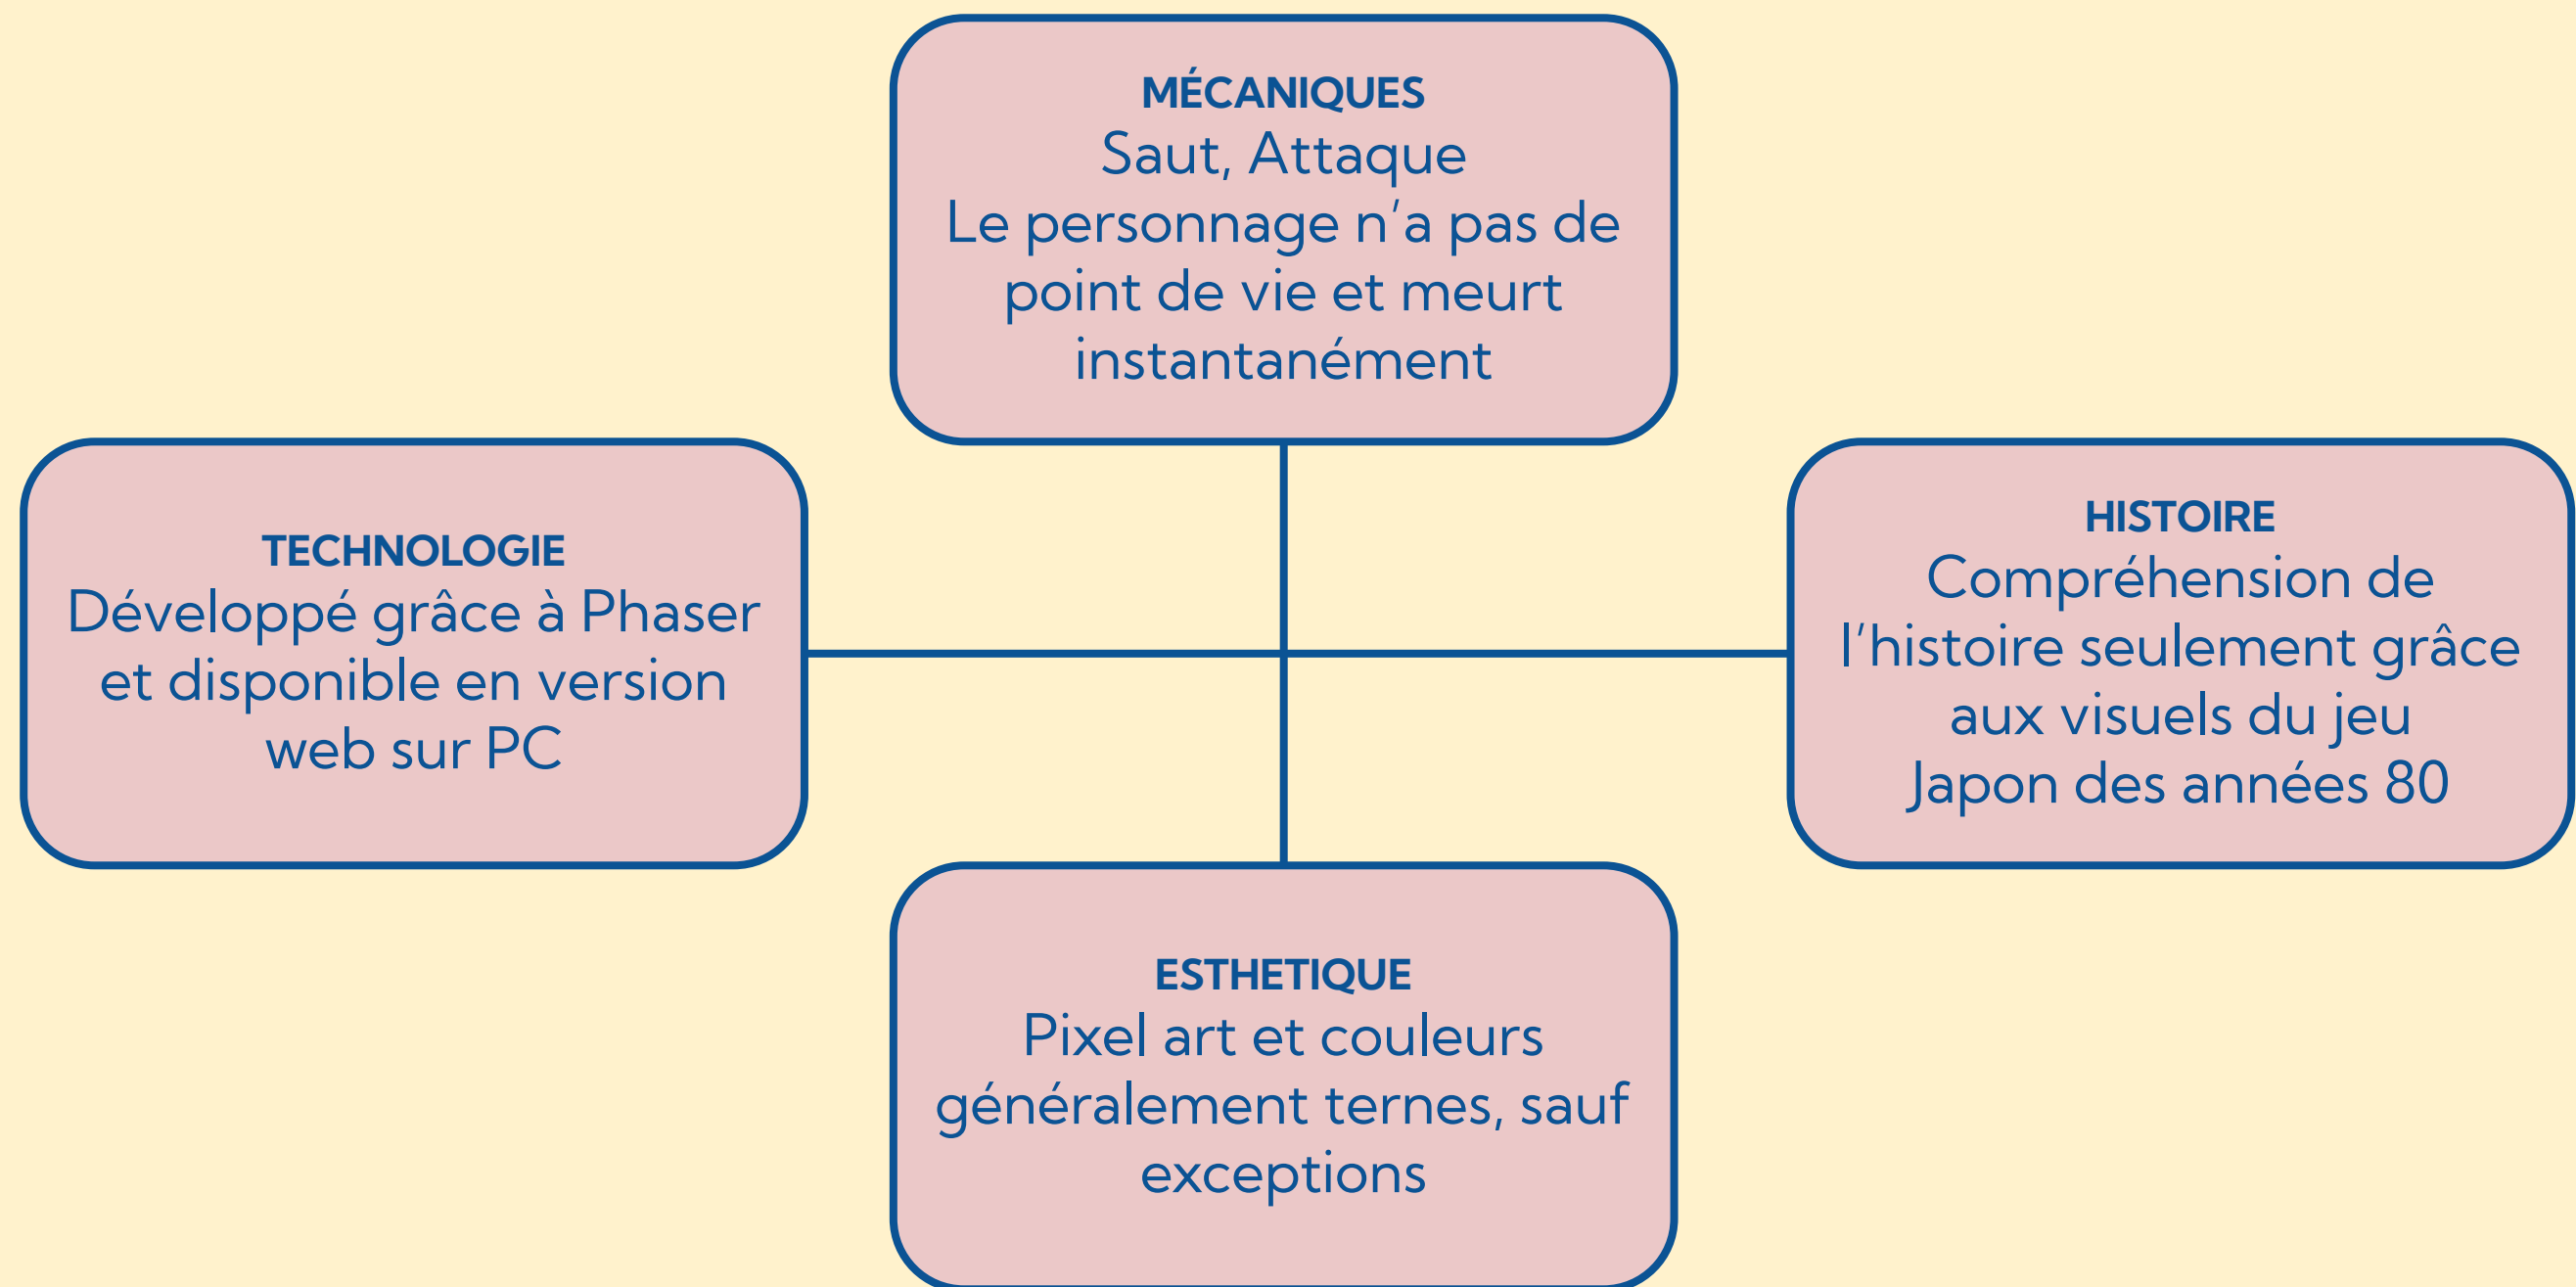 MÉCANIQUES
Saut, Attaque
Le personnage n'a pas de
point de vie et meurt
instantanément
TECHNOLOGIE
Développé grâce à Phaser
et disponible en version
web sur PC
HISTOIRE
Compréhension de
l'histoire seulement grâce
aux visuels du jeu
Japon des années 80
ESTHETIQUE
Pixel art et couleurs
généralement ternes, sauf
exceptions